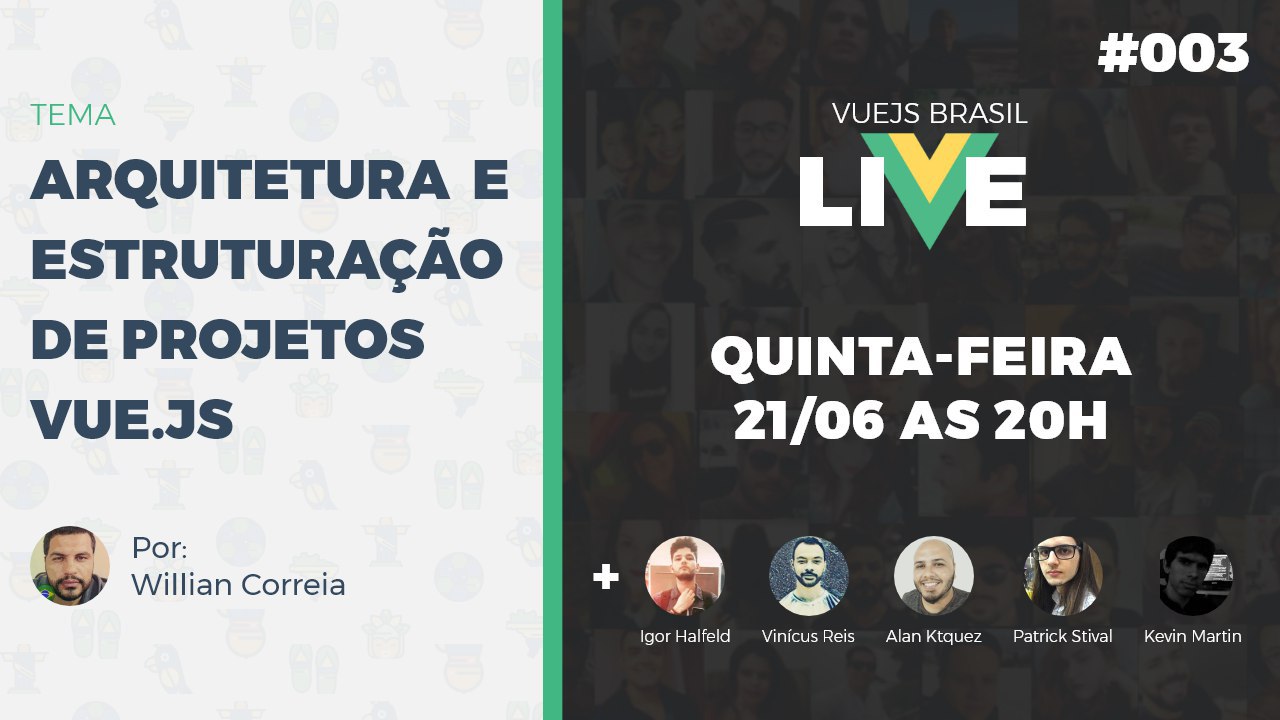 TEMA
ARQUITETURA E
ESTRUTURAÇÃO
DE PROJETOS
VUE.JS
Por:
Willian Correia
#003
VUEJS BRASIL
LIVE
QUINTA-FEIRA
21/06 AS 20H
+
Igor Halfeld
Vinícus Reis
Alan Ktquez
Patrick Stival
Kevin Martin